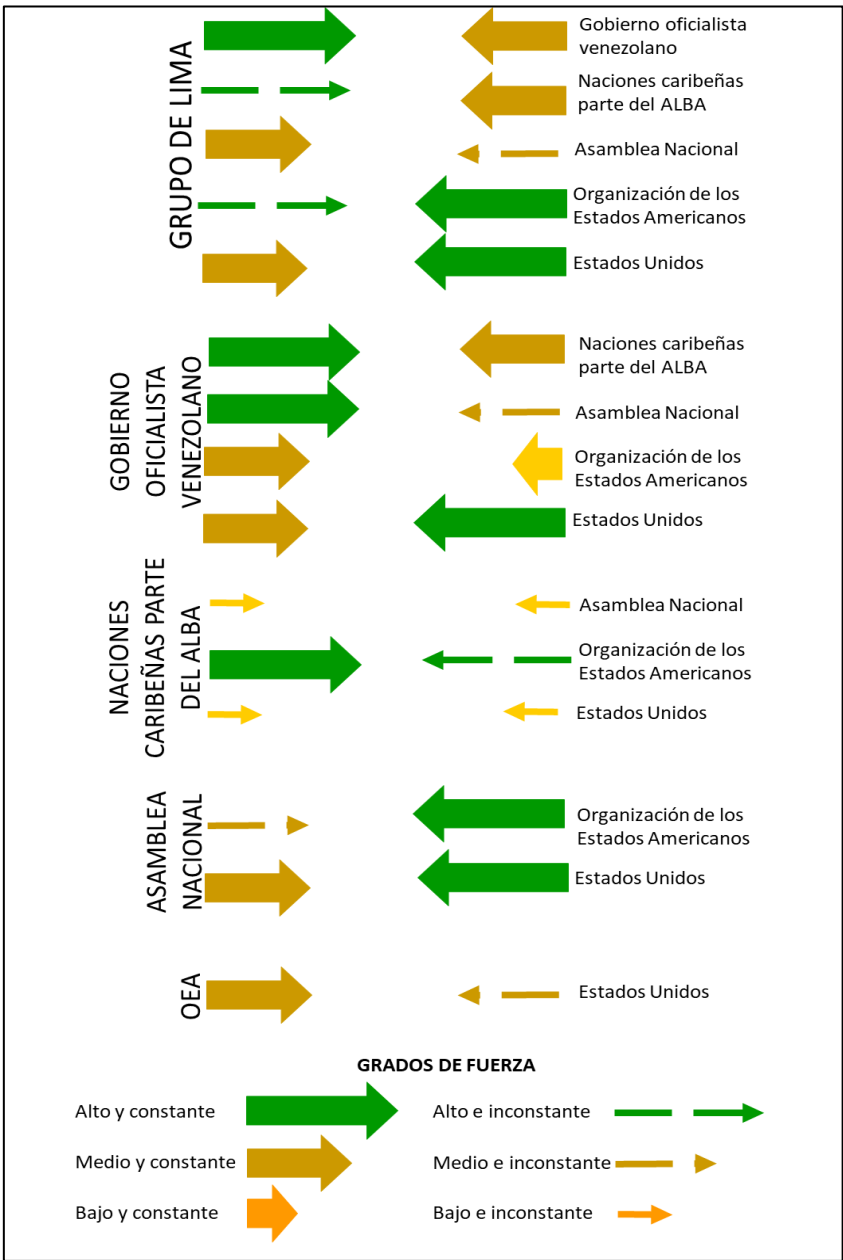 GRUPO DE LIMA
Gobierno oficialista
venezolano
Naciones caribeñas
parte del ALBA
Asamblea Nacional
Organización de los
Estados Americanos
Estados Unidos
GOBIERNO
OFICIALISTA
VENEZOLANO
Naciones caribeñas
parte del ALBA
Asamblea Nacional
Organización de los
Estados Americanos
Estados Unidos
NACIONES
CARIBEÑAS PARTE
DEL ALBA
Asamblea Nacional
Organización de los
Estados Americanos
Estados Unidos
ASAMBLEA
NACIONAL
Organización de los
Estados Americanos
Estados Unidos
OEA
Estados Unidos
GRADOS DE FUERZA
Alto y constante
Alto e inconstante
Medio y constante
Medio e inconstante
Bajo y constante
Bajo e inconstante